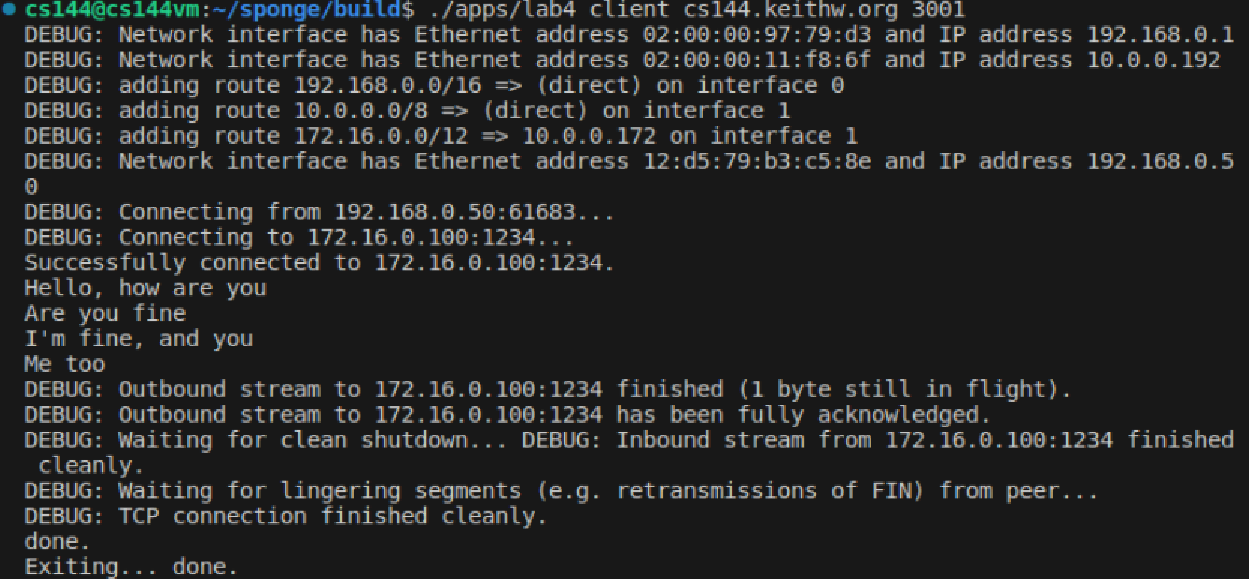 cs144@cs144vm:~/sponge/build$ ./apps/lab4 client cs144.keithw.org 3001
DEBUG: Network interface has Ethernet address 02:00:00:97:79:d3 and IP address 192.168.0.1
DEBUG: Network interface has Ethernet address 02:00:00:11:f8:6f and IP address 10.0.0.192
DEBUG: adding route 192.168.0.0/16 => (direct) on interface 0
DEBUG: adding route 10.0.0.0/8 => (direct) on interface 1
DEBUG: adding route 172.16.0.0/12 => 10.0.0.172 on interface 1
DEBUG: Network interface has Ethernet address 12:d5:79:b3:c5:8e and IP address 192.168.0.5
0
DEBUG: Connecting from 192.168.0.50:61683...
DEBUG: Connecting to 172.16.0.100:1234...
Successfully connected to 172.16.0.100:1234.
Hello, how are you
Are you fine
I'm fine, and you
Me too
DEBUG: Outbound stream to 172.16.0.100:1234 finished (1 byte still in flight).
DEBUG: Outbound stream to 172.16.0.100:1234 has been fully acknowledged.
DEBUG: Waiting for clean shutdown... DEBUG: Inbound stream from 172.16.0.100:1234 finished
 cleanly.
DEBUG: Waiting for lingering segments (e.g. retransmissions of FIN) from peer...
DEBUG: TCP connection finished cleanly.
done.
Exiting... done.